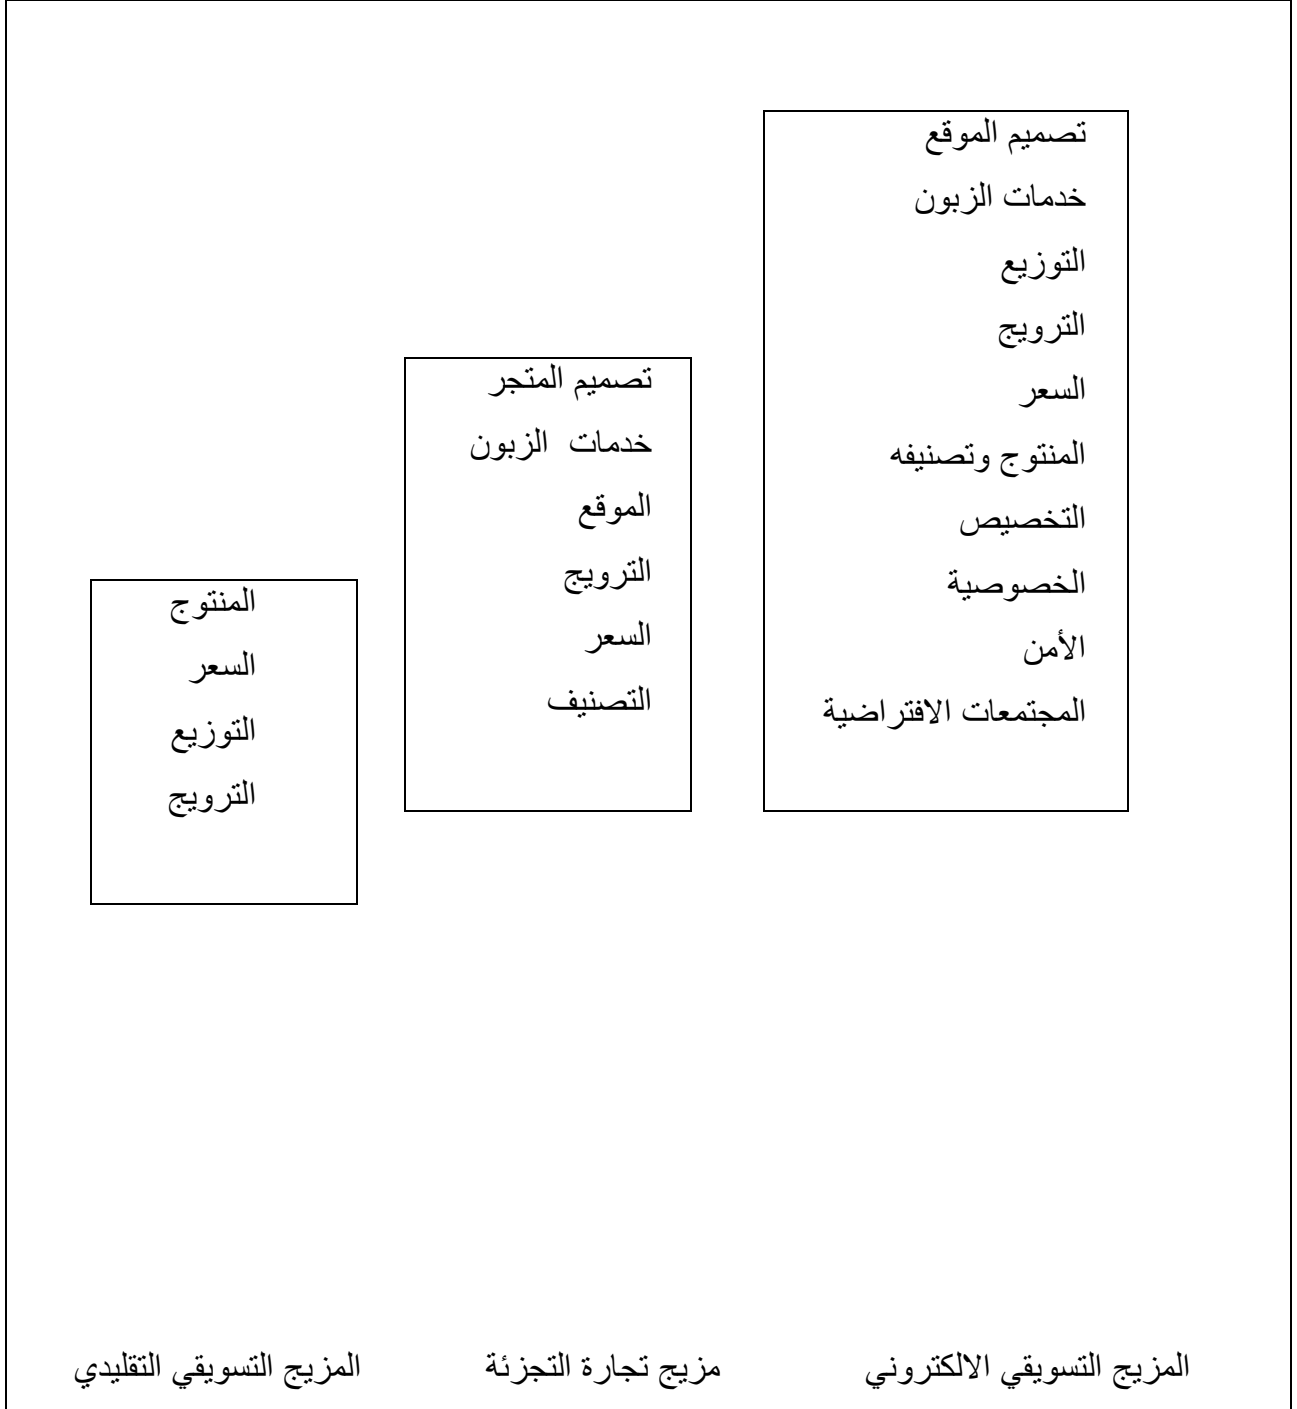 تصميم الموقع
خدمات الزبون
التوزيع
الترويج
السعر
المنتوج وتصنيفه
التخصيص
الخصوصية
الأمن
المجتمعات الافتراضية
تصميم المتجر
خدمات الزبون
الموقع
الترويج
السعر
التصنيف
المنتوج
السعر
التوزيع
الترويج
المزيج التسويقي الالكتروني
مزيج تجارة التجزئة
المزيج التسويقي التقليدي